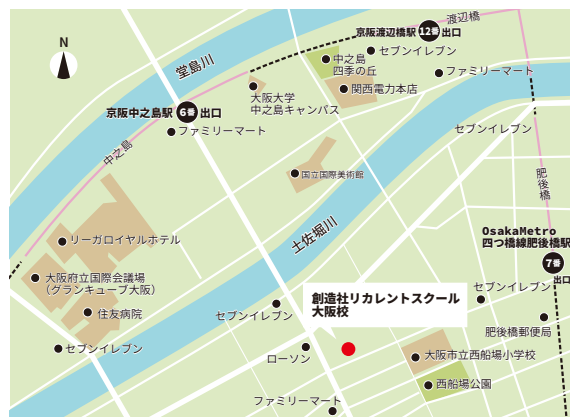 渡辺橋
京阪渡辺橋駅 12番 出口
N
セブンイレブン
堂島川
中之島
四季の丘
ファミリーマート
関西電力本店
大阪大学
中之島キャンパス
京阪中之島駅 6番 出口
ファミリーマート
セブンイレブン
中之島
国立国際美術館
肥後橋
土佐堀川
OsakaMetro
四つ橋線肥後橋駅
7番
出口
リーガロイヤルホテル
大阪府立国際会議場
（グランキューブ大阪）
セブンイレブン
創造社リカレントスクール
大阪校
住友病院
セブンイレブン
肥後橋郵便局
セブンイレブン
ローソン
大阪市立西船場小学校
西船場公園
ファミリーマート